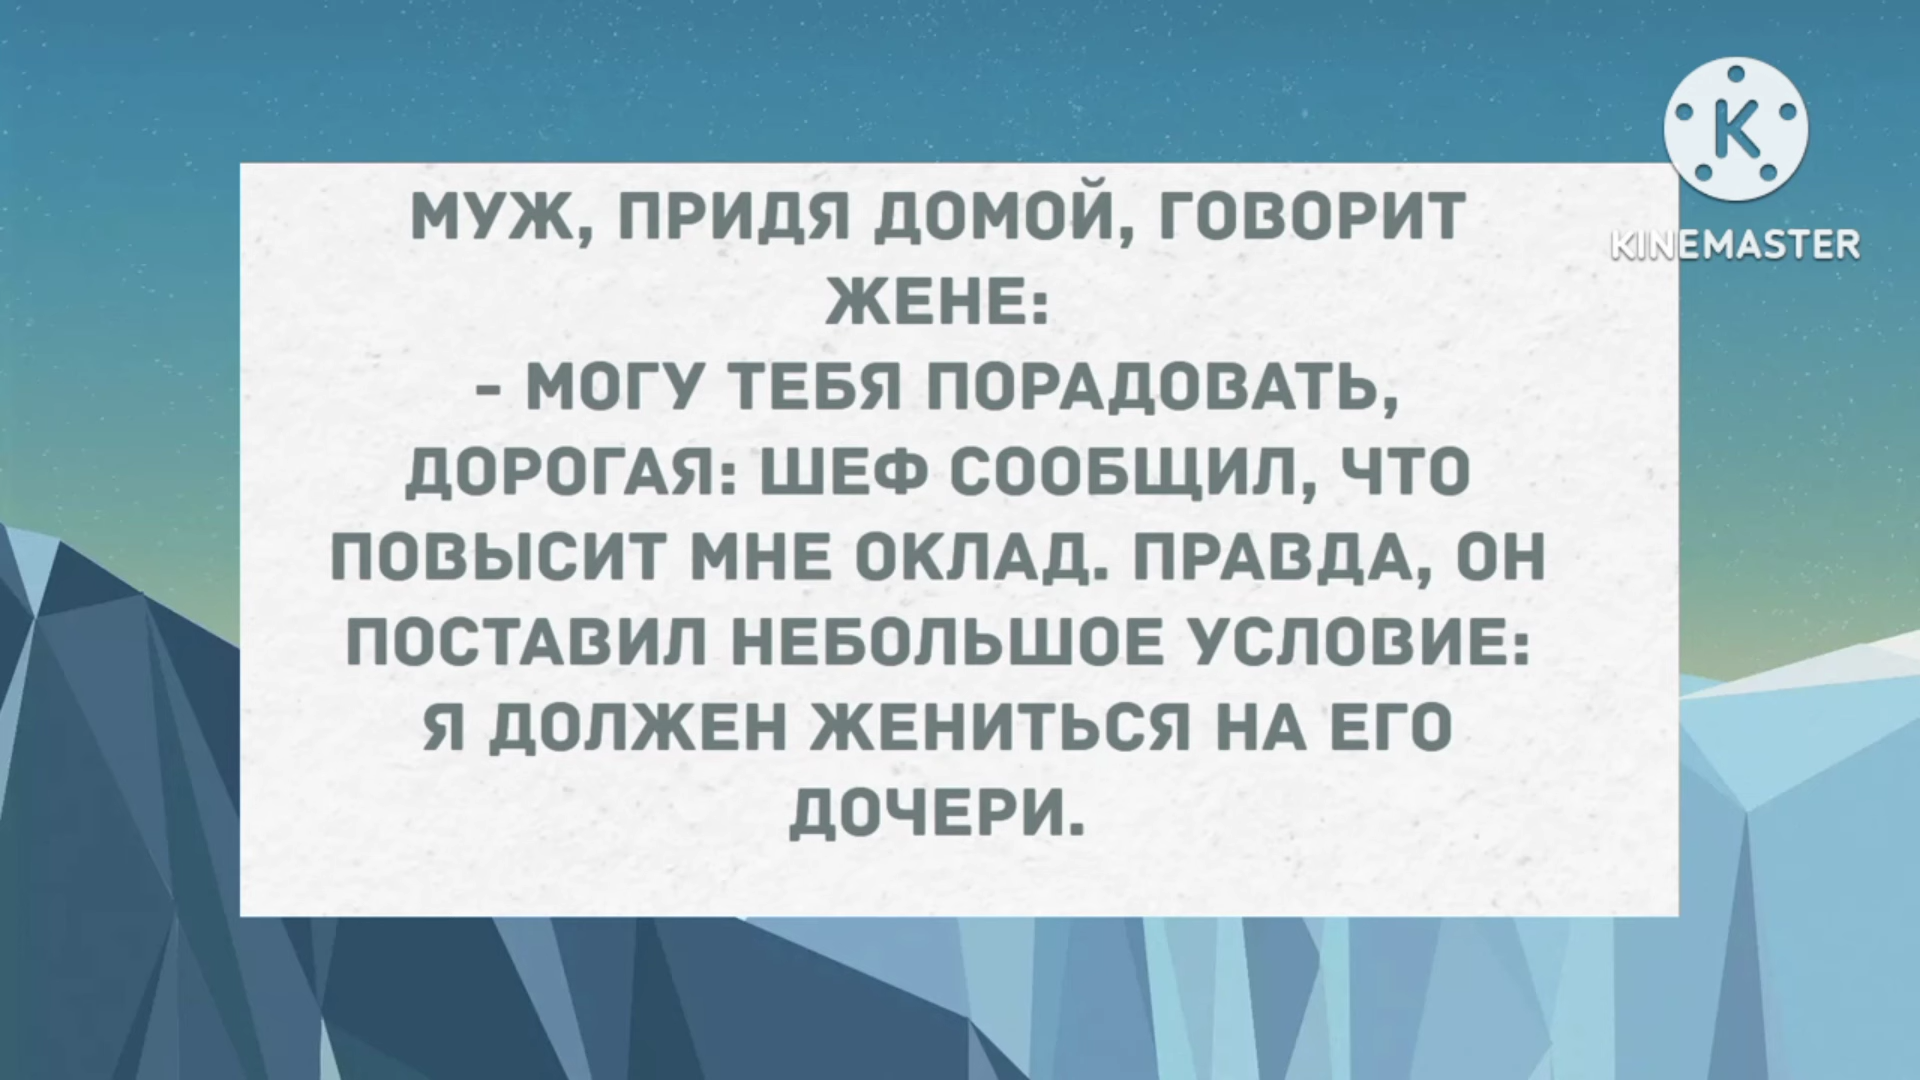 МУЖ, ПРИДЯ ДОМОЙ, ГОВОРИТ
ЖЕНЕ:
- МОГУ ТЕБЯ ПОРАДОВАТЬ,
ДОРОГАЯ: ШЕФ СООБЩИЛ, ЧТО
ПОВЫСИТ МНЕ ОКЛАД. ПРАВДА, ОН
ПОСТАВИЛ НЕБОЛЬШОЕ УСЛОВИЕ:
Я ДОЛЖЕН ЖЕНИТЬСЯ НА ЕГО
ДОЧЕРИ.
K
KINEMASTER